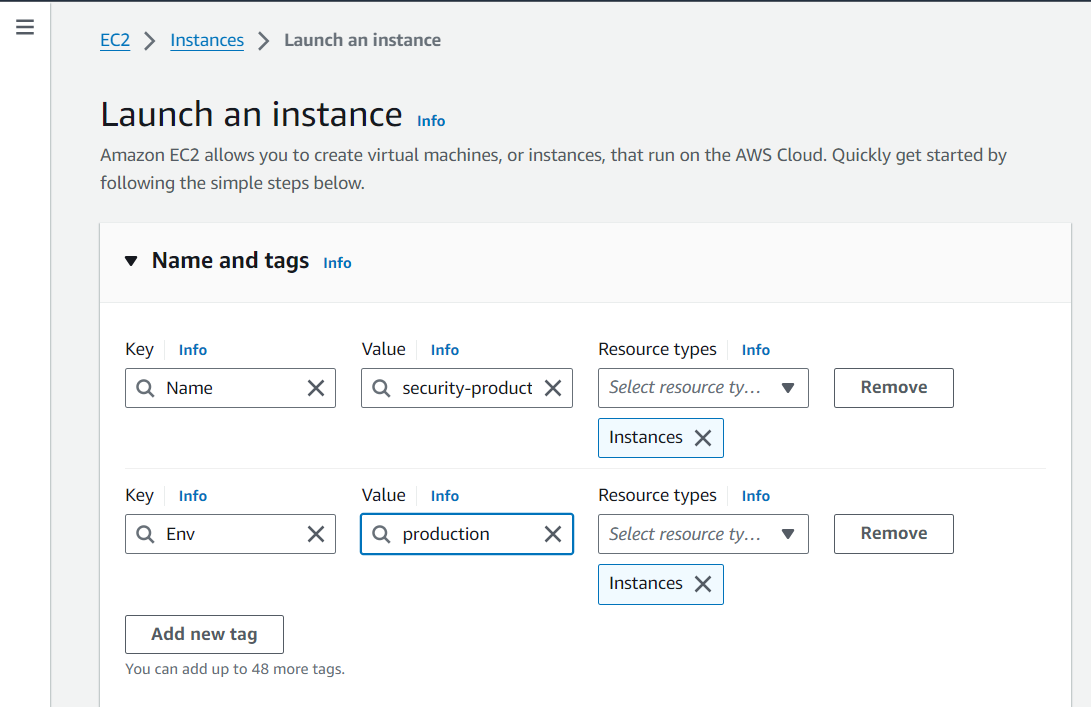 EC2 > Instances > Launch an instance
Launch an instance Info
Amazon EC2 allows you to create virtual machines, or instances, that run on the AWS Cloud. Quickly get started by
following the simple steps below.
Name and tags Info
Key Info Value Info Resource types Info
Name security-product Select resource ty... Remove
Instances
Key Info Value Info Resource types Info
Env production Select resource ty... Remove
Instances
Add new tag
You can add up to 48 more tags.